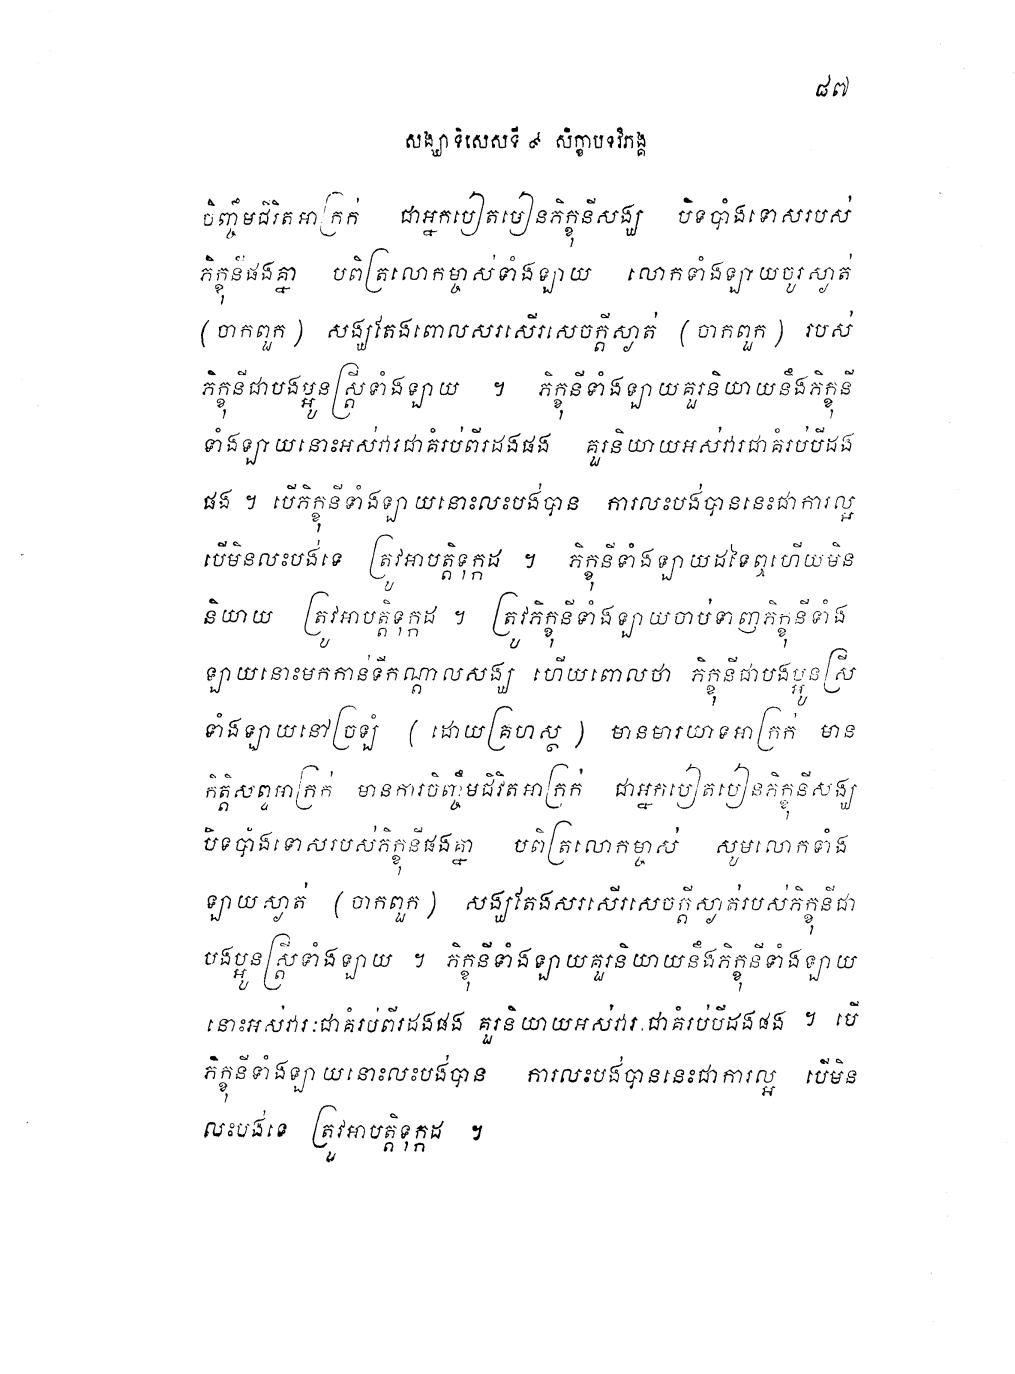 ៨៧
សង្ឃាទិសេសទី ៩ សិក្ខាបទវិភង្គ
ចិញ្ចឹមជីវិតអាក្រក់ ជាអ្នកបៀតបៀនភិក្ខុនីសង្ឃ បិទបាំងទោសរបស់
ភិក្ខុនីផងគ្នា បពិត្រលោកម្ចាស់ទាំងឡាយ លោកទាំងឡាយចូរស្ងាត់
( ចាកពួក ) សង្ឃតែងពោលសរសើរសេចក្តីស្ងាត់ ( ចាកពួក ) របស់
ភិក្ខុនីជាបងប្អូនស្ត្រីទាំងឡាយ ។ ភិក្ខុនីទាំងឡាយគួរនិយាយនឹងភិក្ខុនី
ទាំងឡាយនោះអស់វារជាគំរប់ពីរដងផង គួរនិយាយអស់វារជាគំរប់បីដង
ផង ។ បើភិក្ខុនីទាំងឡាយនោះលះបង់បាន ការលះបង់បាននេះជាការល្អ
បើមិនលះបង់ទេ ត្រូវអាបត្តិទុក្កដ ។ ភិក្ខុនីទាំងឡាយដទៃឮហើយមិន
និយាយ ត្រូវអាបត្តិទុក្កដ ។ ត្រូវភិក្ខុនីទាំងឡាយចាប់ទាញភិក្ខុនីទាំង
ឡាយនោះមកកាន់ទីកណ្តាលសង្ឃ ហើយពោលថា ភិក្ខុនីជាបងប្អូនស្រី
ទាំងឡាយនៅច្រឡំ ( ដោយគ្រហស្ថ ) មានមារយាទអាក្រក់ មាន
កិត្តិសព្ទអាក្រក់ មានការចិញ្ចឹមជីវិតអាក្រក់ ជាអ្នកបៀតបៀនភិក្ខុនីសង្ឃ
បិទបាំងទោសរបស់ភិក្ខុនីផងគ្នា បពិត្រលោកម្ចាស់ សូមលោកទាំង
ឡាយស្ងាត់ ( ចាកពួក ) សង្ឃតែងសរសើរសេចក្តីស្ងាត់របស់ភិក្ខុនីជា
បងប្អូនស្ត្រីទាំងឡាយ ។ ភិក្ខុនីទាំងឡាយគួរនិយាយនឹងភិក្ខុនីទាំងឡាយ
នោះអស់វារៈជាគំរប់ពីរដងផង គួរនិយាយអស់វារៈជាគំរប់បីដងផង ។ បើ
ភិក្ខុនីទាំងឡាយនោះលះបង់បាន ការលះបង់បាននេះជាការល្អ បើមិន
លះបង់ទេ ត្រូវអាបត្តិទុក្កដ ។